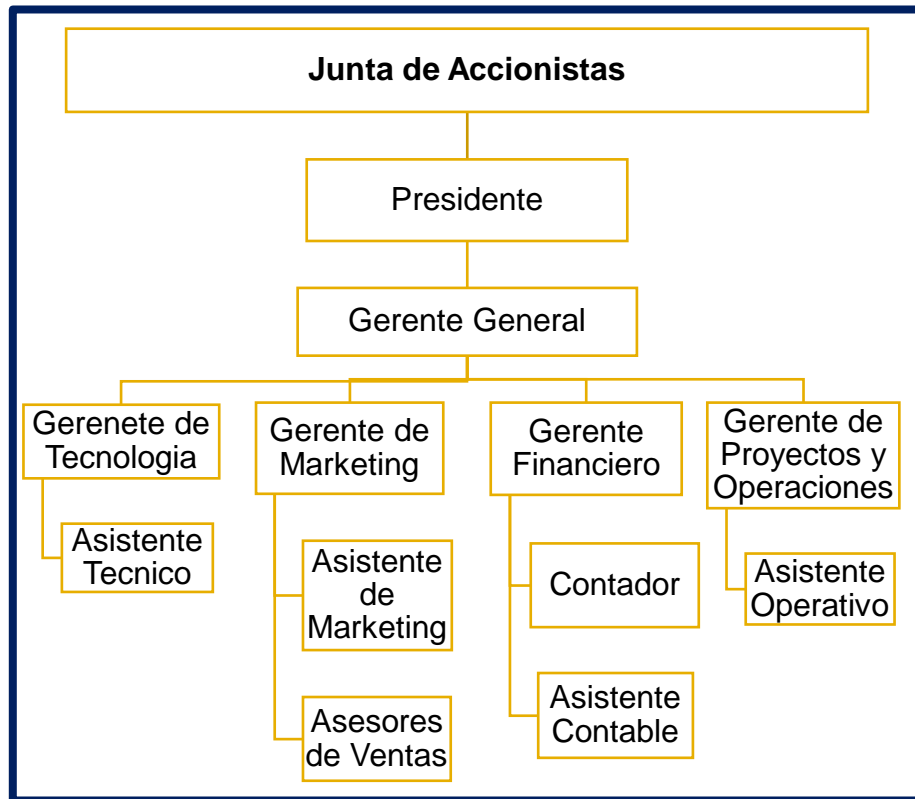 Junta de Accionistas
Presidente
Gerente General
Gerenete de
Tecnologia
Asistente
Tecnico
Gerente de
Marketing
Asistente
de
Marketing
Asesores
de Ventas
Gerente
Financiero
Contador
Asistente
Contable
Gerente de
Proyectos y
Operaciones
Asistente
Operativo